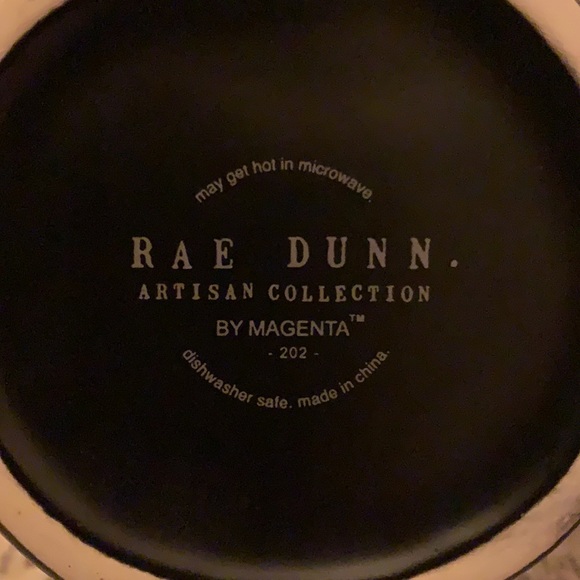 may get hot in microwave.
RAE DUNN.
ARTISAN COLLECTION
BY MAGENTA™
- 202 -
dishwasher safe. made in china.